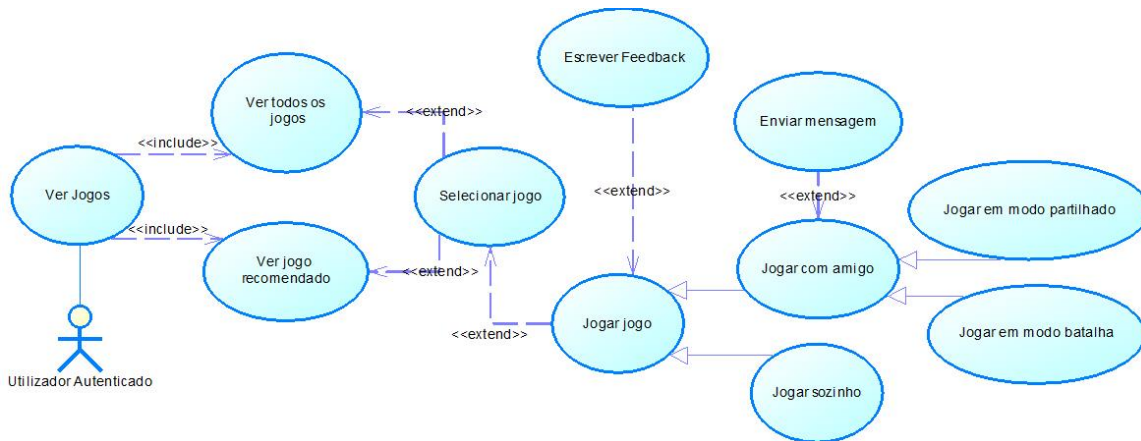 Escrever Feedback
Ver todos os
jogos
<<extend>>
Enviar mensagem
<<include>>
Ver Jogos
Selecionar jogo
<<extend>>
<<extend>>
Jogar em modo partilhado
<<include>>
Ver jogo
recomendado
<<extend>>
Jogar com amigo
Jogar jogo
<<extend>>
Jogar em modo batalha
Utilizador Autenticado
Jogar sozinho